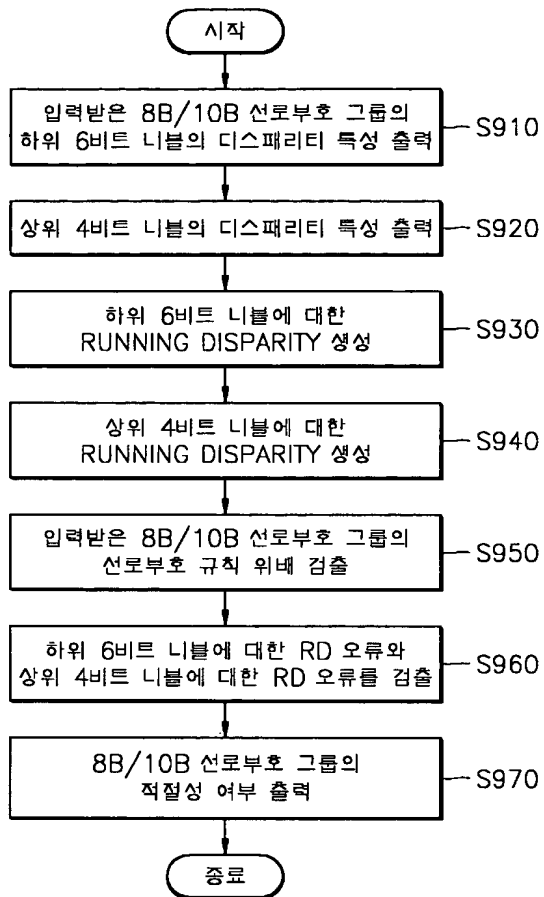 시작
입력받은 8B/10B 선로부호 그룹의
하위 6비트 니블의 디스패리티 특성 출력
S910
상위 4비트 니블의 디스패리티 특성 출력
S920
하위 6비트 니블에 대한
RUNNING DISPARITY 생성
S930
상위 4비트 니블에 대한
RUNNING DISPARITY 생성
S940
입력받은 8B/10B 선로부호 그룹의
선로부호 규칙 위배 검출
S950
하위 6비트 니블에 대한 RD 오류와
상위 4비트 니블에 대한 RD 오류를 검출
S960
8B/10B 선로부호 그룹의
적절성 여부 출력
S970
종료